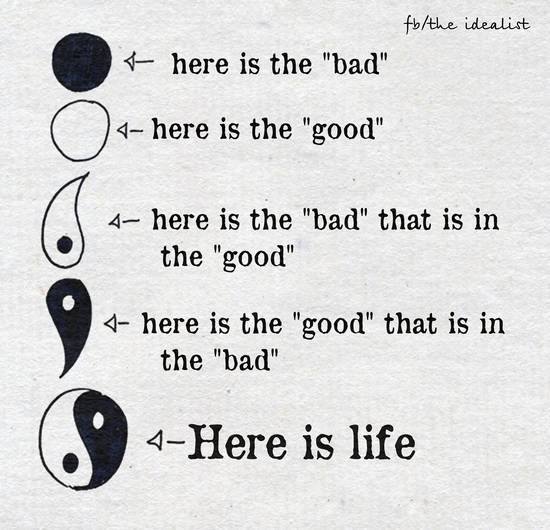 fb/the idealist
here is the "bad"
here is the "good"
here is the "bad" that is in
the "good"
here is the "good" that is in
the "bad"
Here is life